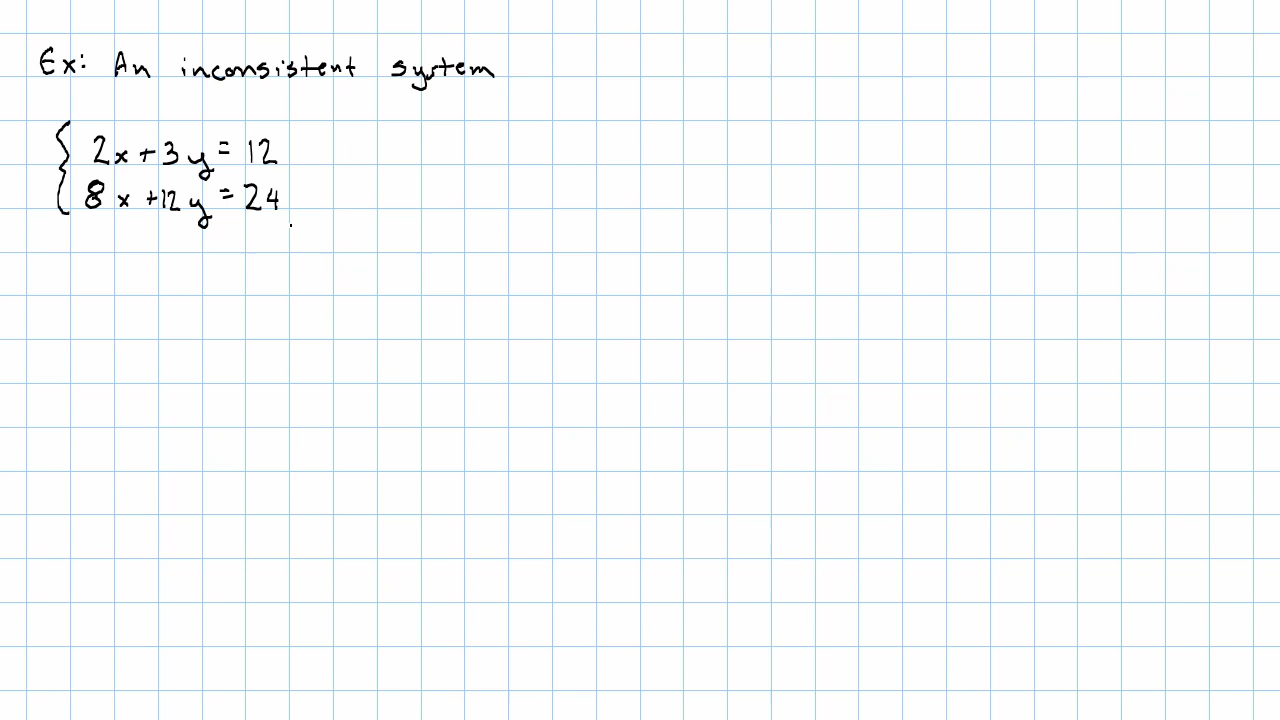 Ex: An inconsistent system
2x + 3y = 12
8x + 12y = 24